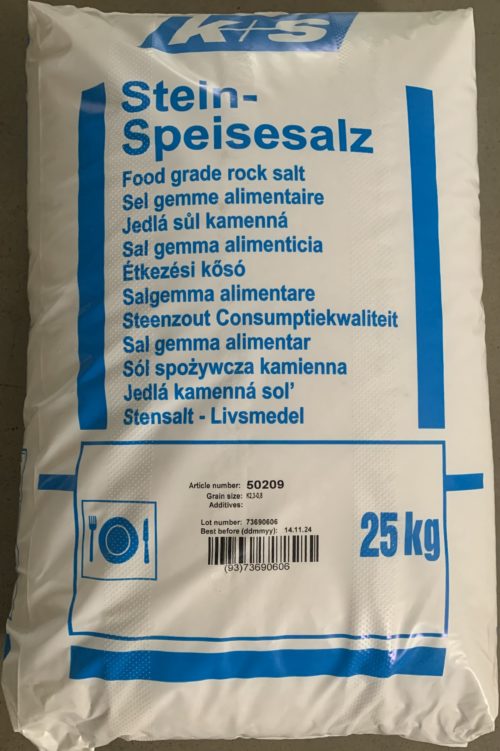 k+s
Stein-
Speisesalz
Food grade rock salt
Sel gemme alimentaire
Jedlá sůl kamenná
Sal gemma alimenticia
Étkezési kősó
Salgemma alimentare
Steenzout Consumptiekwaliteit
Sal gemma alimentar
Sól spożywcza kamienna
Jedlá kamenná sol'
Stensalt - Livsmedel
Article number: 50209
Grain size:
Additives:
Lot number: 73690606
Best before (ddmmyy): 14.11.24
(93)73690606
25 kg